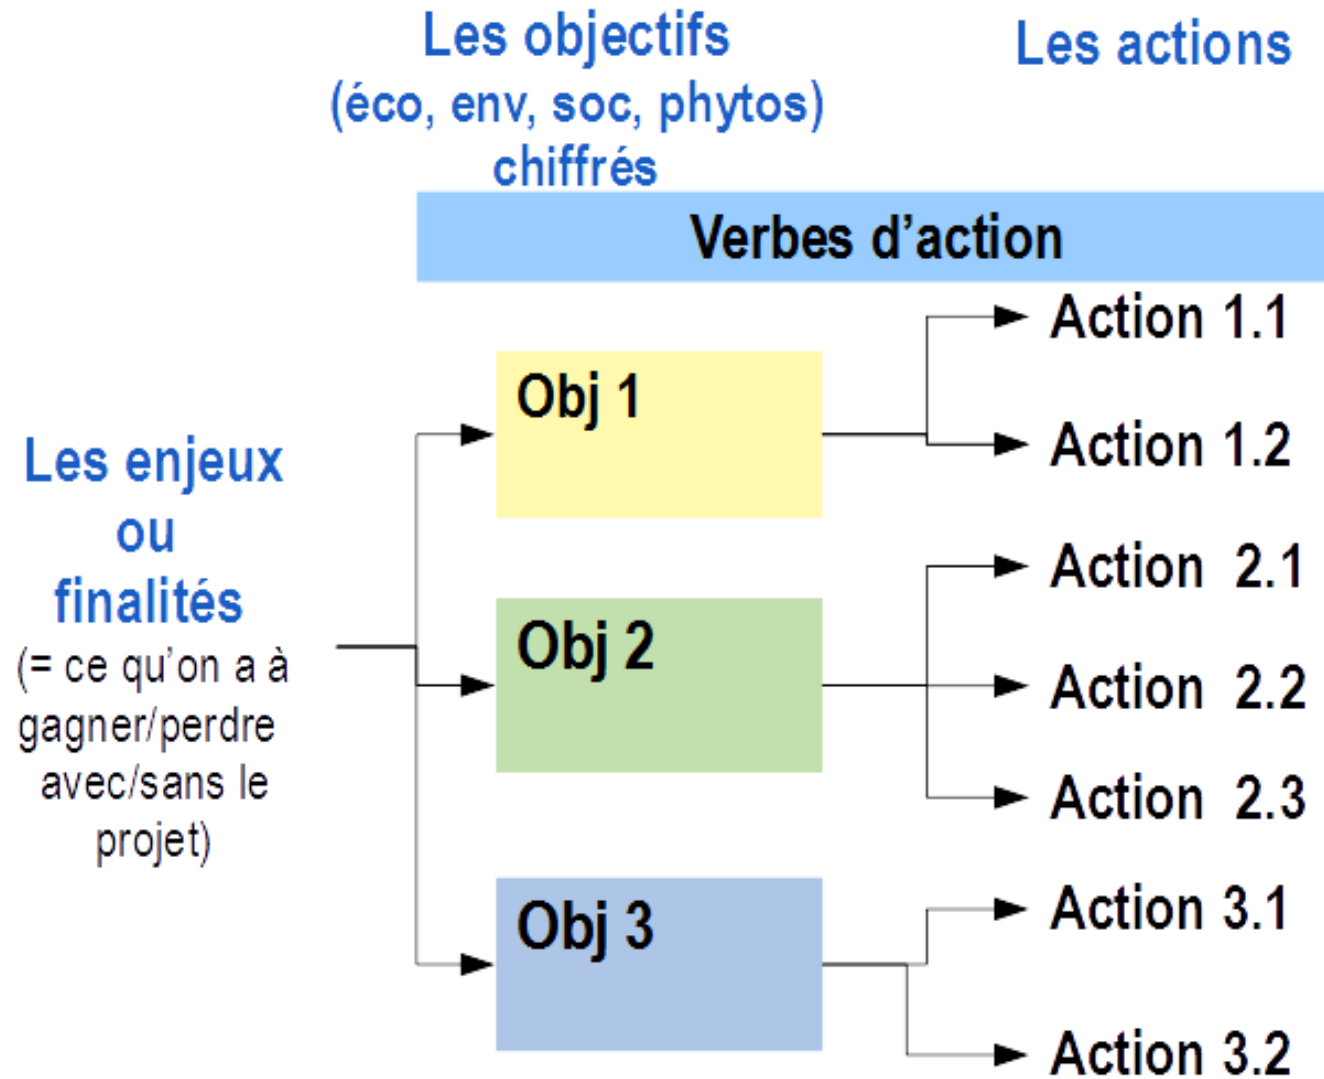 Les objectifs
(éco, env, soc, phytos)
chiffrés
Les actions
Verbes d'action
Les enjeux
ou
finalités
(= ce qu'on a à
gagner/perdre
avec/sans le
projet)
Obj 1
Action 1.1
Action 1.2
Obj 2
Action 2.1
Action 2.2
Action 2.3
Obj 3
Action 3.1
Action 3.2